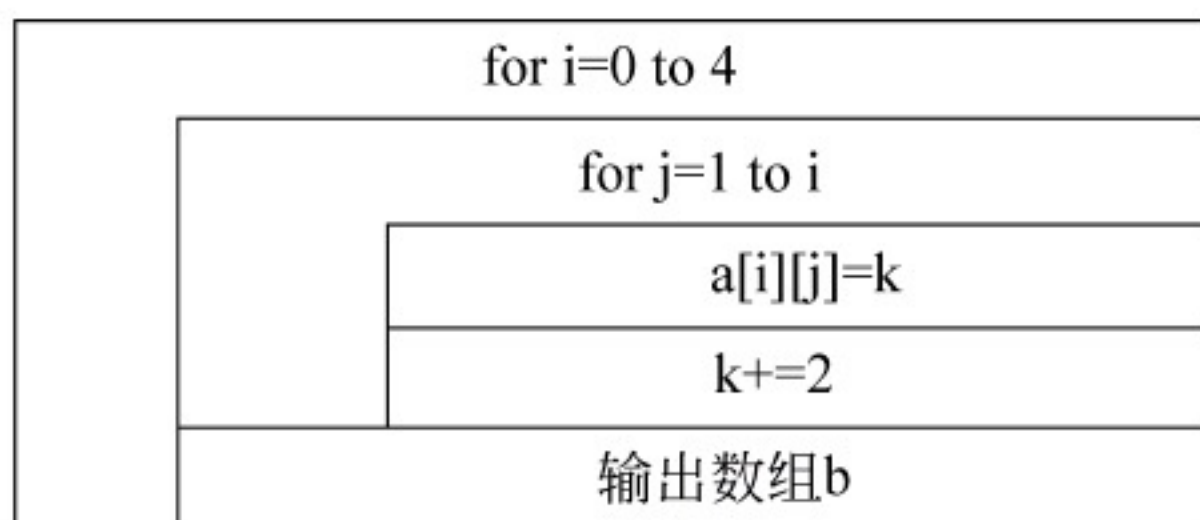 for i=0 to 4
for j=1 to i
a[i][j]=k
k+=2
输出数组b